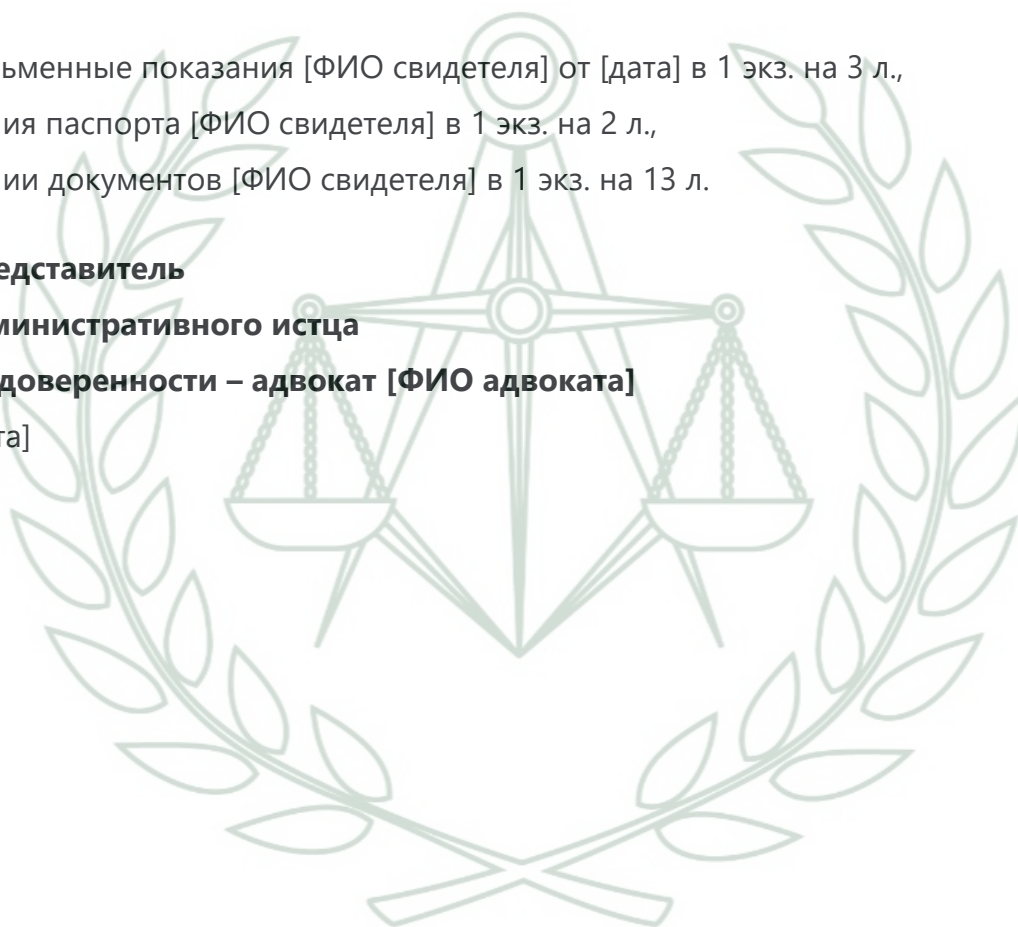 ьменные показания [ФИО свидетеля] от [дата] в 1 экз. на 3 л.,
ия паспорта [ФИО свидетеля] в 1 экз. на 2 л.,
ии документов [ФИО свидетеля] в 1 экз. на 13 л.
едставитель
министративного истца
доверенности – адвокат [ФИО адвоката]
та]